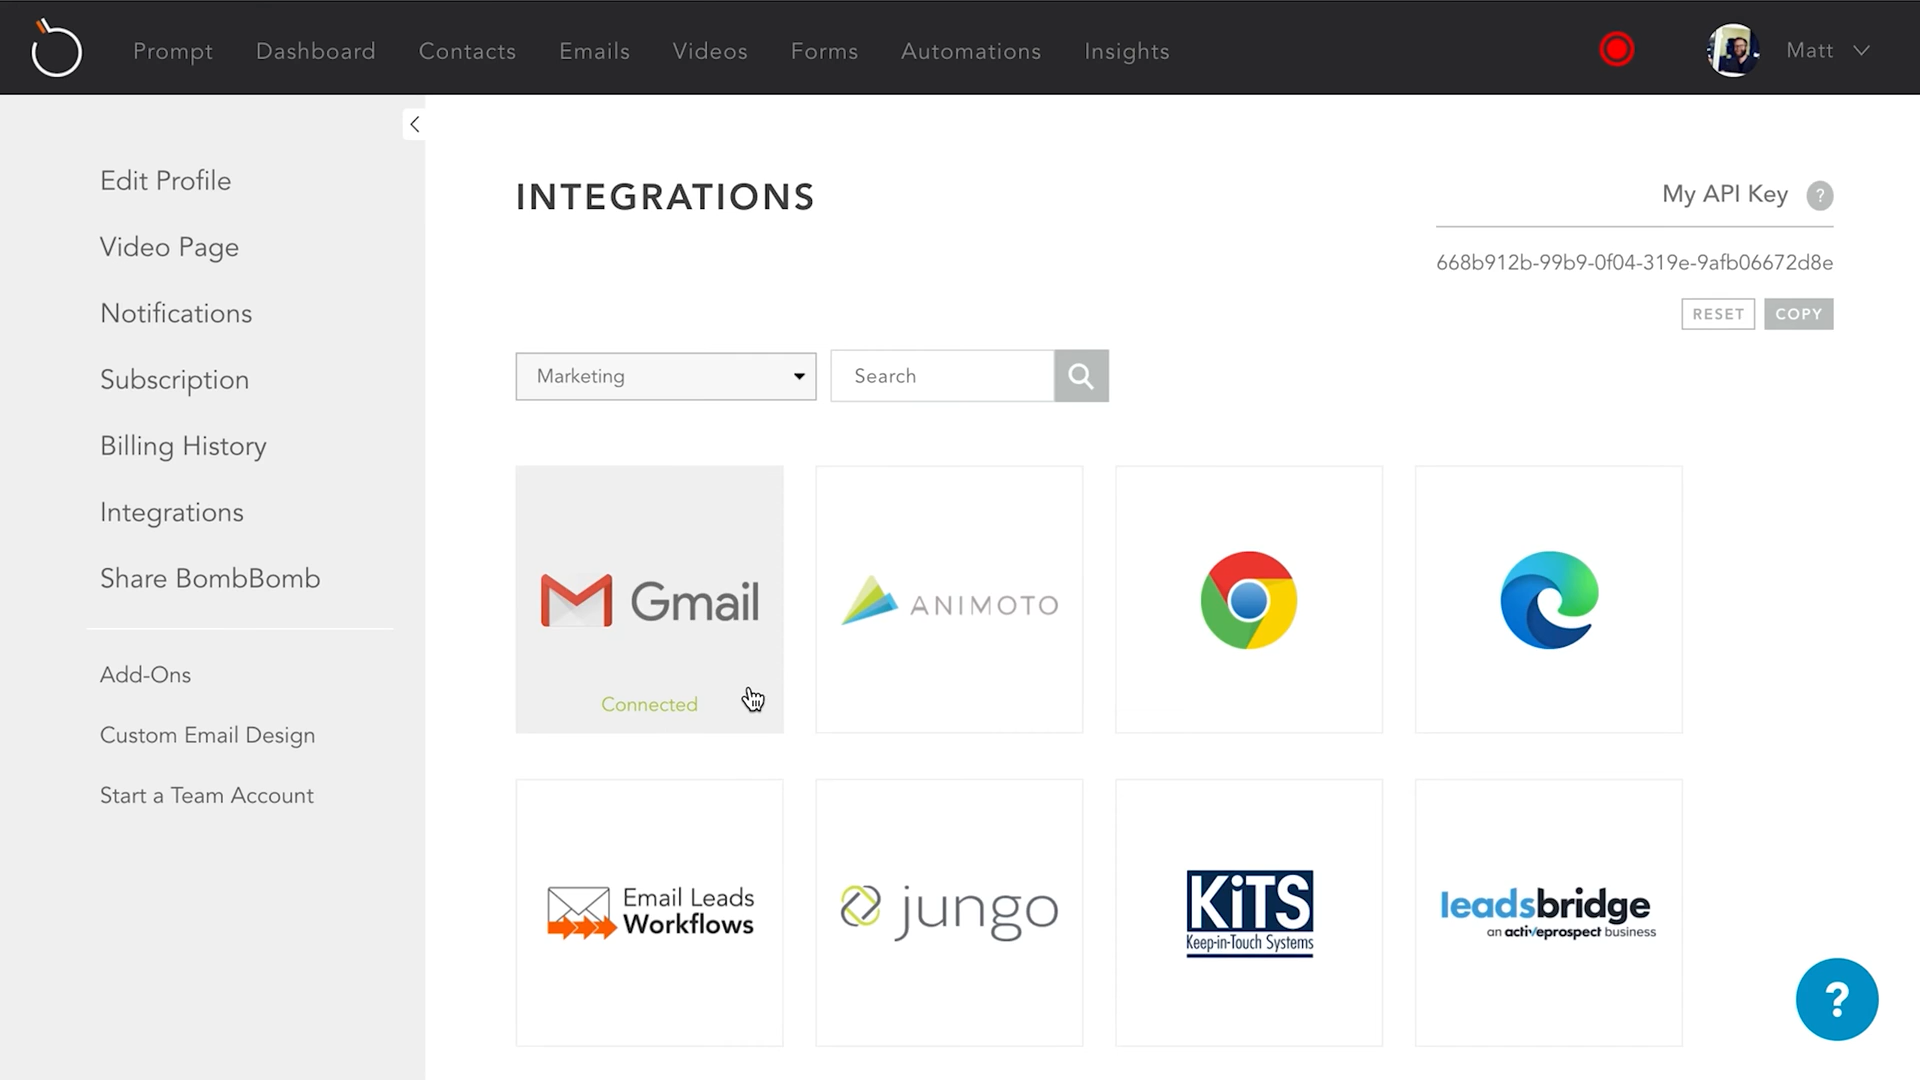 Prompt Dashboard Contacts Emails Videos Forms Automations Insights Matt
Edit Profile
Video Page
Notifications
Subscription
Billing History
Integrations
Share BombBomb
Add-Ons
Custom Email Design
Start a Team Account
INTEGRATIONS
My API Key ?
668b912b-99b9-0f04-319e-9afb06672d8e
RESET COPY
Marketing
Search
Gmail
Connected
ANIMOTO
Email Leads
Workflows
jungo
KiTS
Keep-in-Touch Systems
leadsbridge
an activeprospect business
?